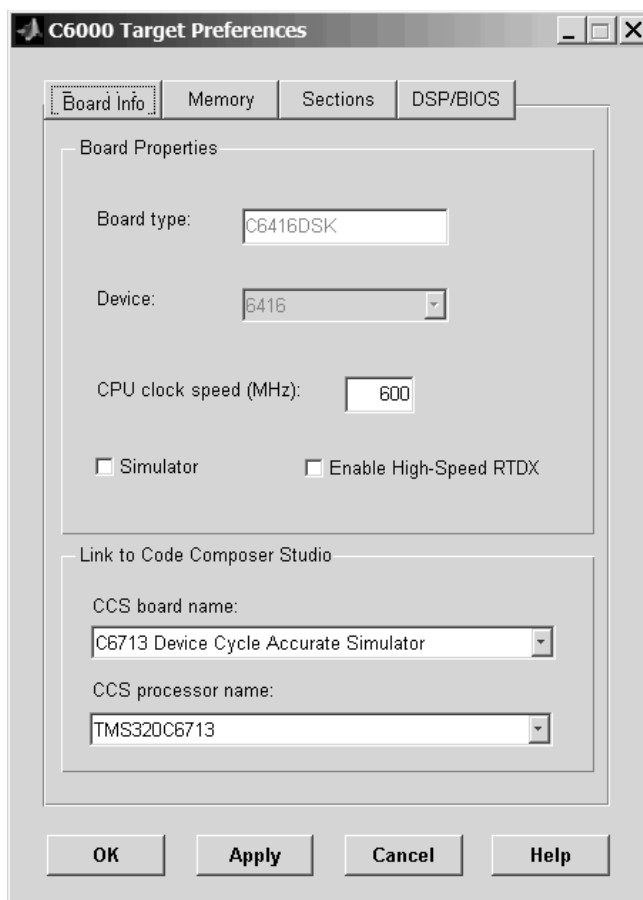 C6000 Target Preferences
Board Info Memory Sections DSP/BIOS
Board Properties
Board type: C6416DSK
Device: 6416
CPU clock speed (MHz): 600
Simulator Enable High-Speed RTDX
Link to Code Composer Studio
CCS board name:
C6713 Device Cycle Accurate Simulator
CCS processor name:
TMS320C6713
OK Apply Cancel Help